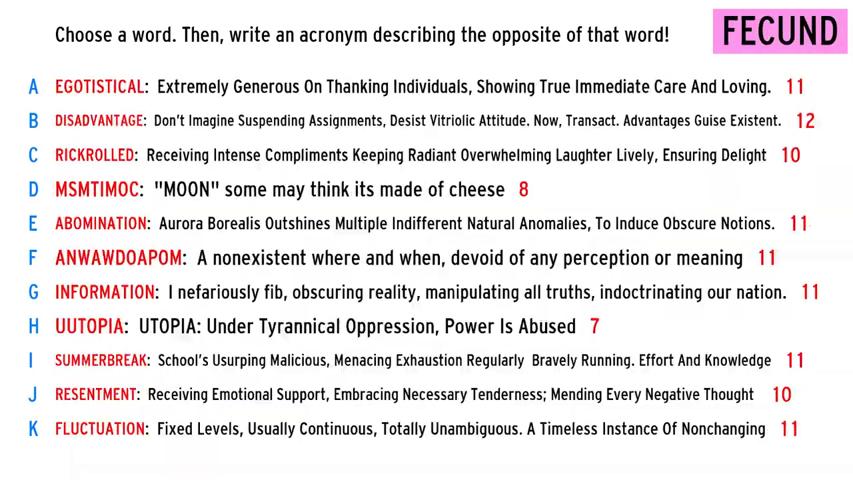 Choose a word. Then, write an acronym describing the opposite of that word!
FECUND
A EGOTISTICAL: Extremely Generous On Thanking Individuals, Showing True Immediate Care And Loving. 11
B DISADVANTAGE: Don't Imagine Suspending Assignments, Desist Vitriolic Attitude. Now, Transact. Advantages Guise Existent. 12
C RICKROLLED: Receiving Intense Compliments Keeping Radiant Overwhelming Laughter Lively, Ensuring Delight 10
D MSMTIMOC: "MOON" some may think its made of cheese 8
E ABOMINATION: Aurora Borealis Outshines Multiple Indifferent Natural Anomalies, To Induce Obscure Notions. 11
F ANWAWDOAPOM: A nonexistent where and when, devoid of any perception or meaning 11
G INFORMATION: I nefariously fib, obscuring reality, manipulating all truths, indoctrinating our nation. 11
H UUTOPIA: UTOPIA: Under Tyrannical Oppression, Power Is Abused 7
I SUMMERBREAK: School's Usurping Malicious, Menacing Exhaustion Regularly Bravely Running. Effort And Knowledge 11
J RESENTMENT: Receiving Emotional Support, Embracing Necessary Tenderness; Mending Every Negative Thought 10
K FLUCTUATION: Fixed Levels, Usually Continuous, Totally Unambiguous. A Timeless Instance Of Nonchanging 11